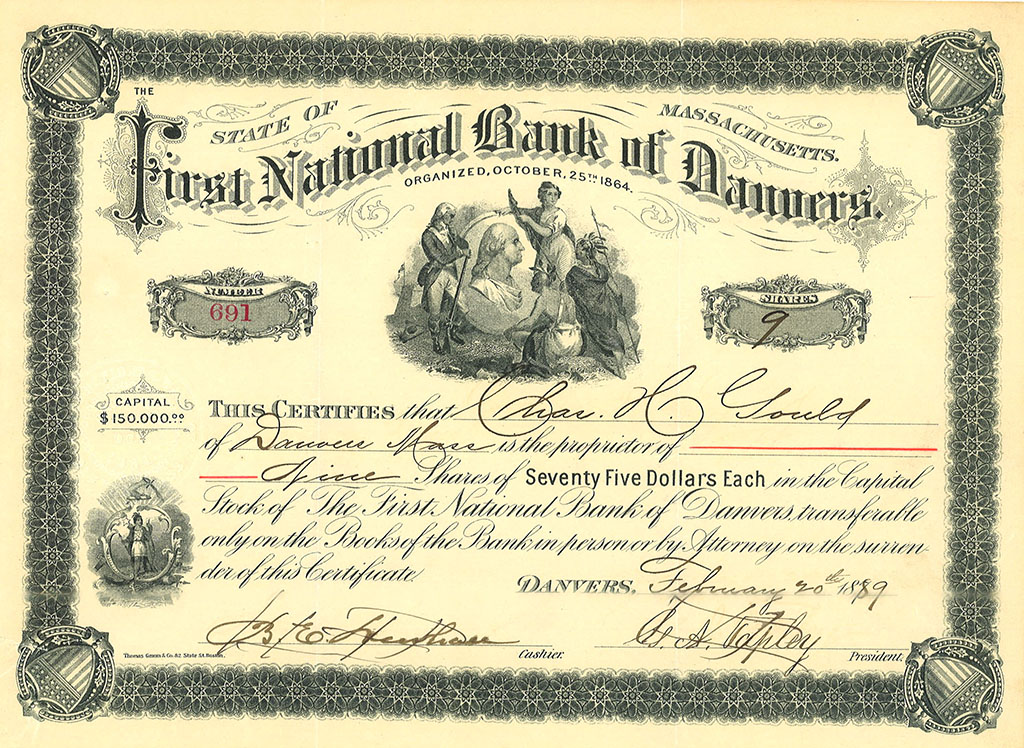 THE
STATE OF MASSACHUSETTS.
First National Bank of Danvers.
ORGANIZED, OCTOBER, 25TH 1864.
NUMBER
691
SHARES
9
CAPITAL
$150.000.00
THIS CERTIFIES that Chas. H. Gould
of Danvers Mass is the proprietor of
Nine Shares of Seventy Five Dollars Each in the Capital
Stock of The First National Bank of Danvers, transferable
only on the Books of the Bank, in person or by Attorney on the surren-
der of this Certificate.
DANVERS, February 20th 1889
B. E. G. A. Tapley
Cashier. President.
Thomas Groom & Co. 82 State St. Boston.